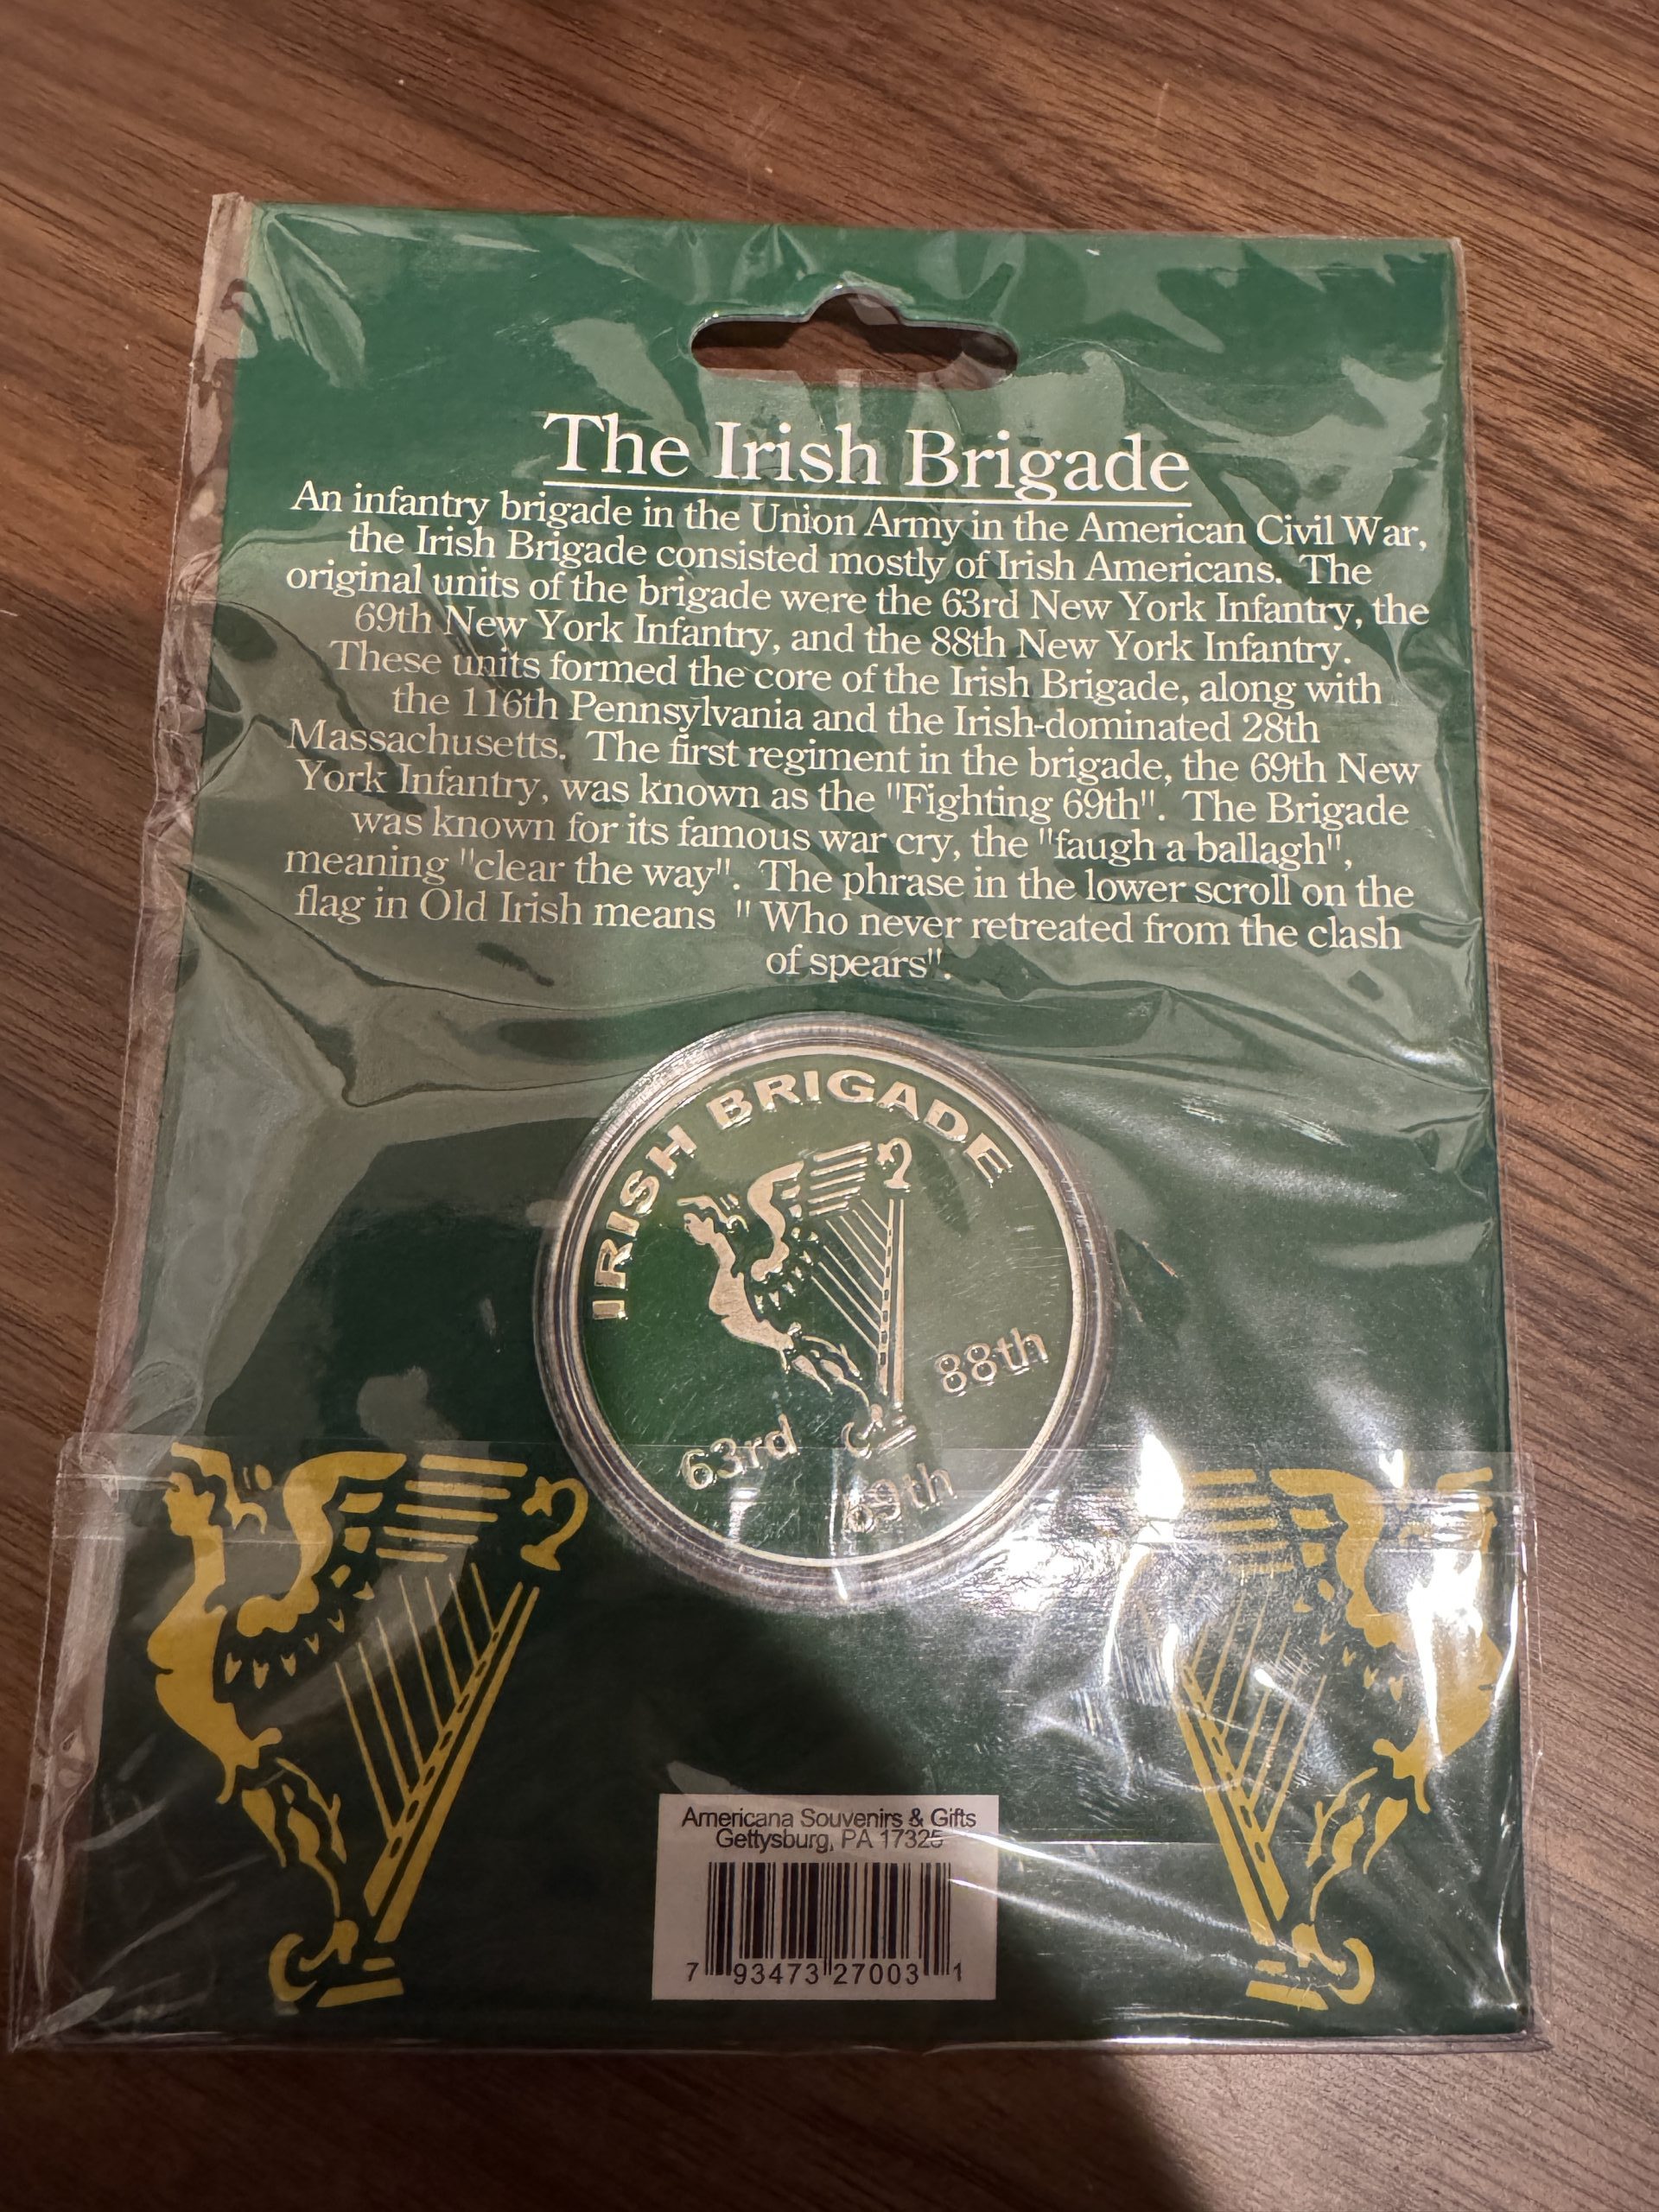 The Irish Brigade
An infantry brigade in the Union Army in the American Civil War,
the Irish Brigade consisted mostly of Irish Americans. The
original units of the brigade were the 63rd New York Infantry, the
69th New York Infantry, and the 88th New York Infantry.
These units formed the core of the Irish Brigade, along with
the 116th Pennsylvania and the Irish-dominated 28th
Massachusetts. The first regiment in the brigade, the 69th New
York Infantry, was known as the "Fighting 69th". The Brigade
was known for its famous war cry, the "faugh a ballagh",
meaning "clear the way". The phrase in the lower scroll on the
flag in Old Irish means " Who never retreated from the clash
of spears".
IRISH BRIGADE
88th
63rd
69th
Americana Souvenirs & Gifts
Gettysburg, PA 17325
7 93473 27003 1